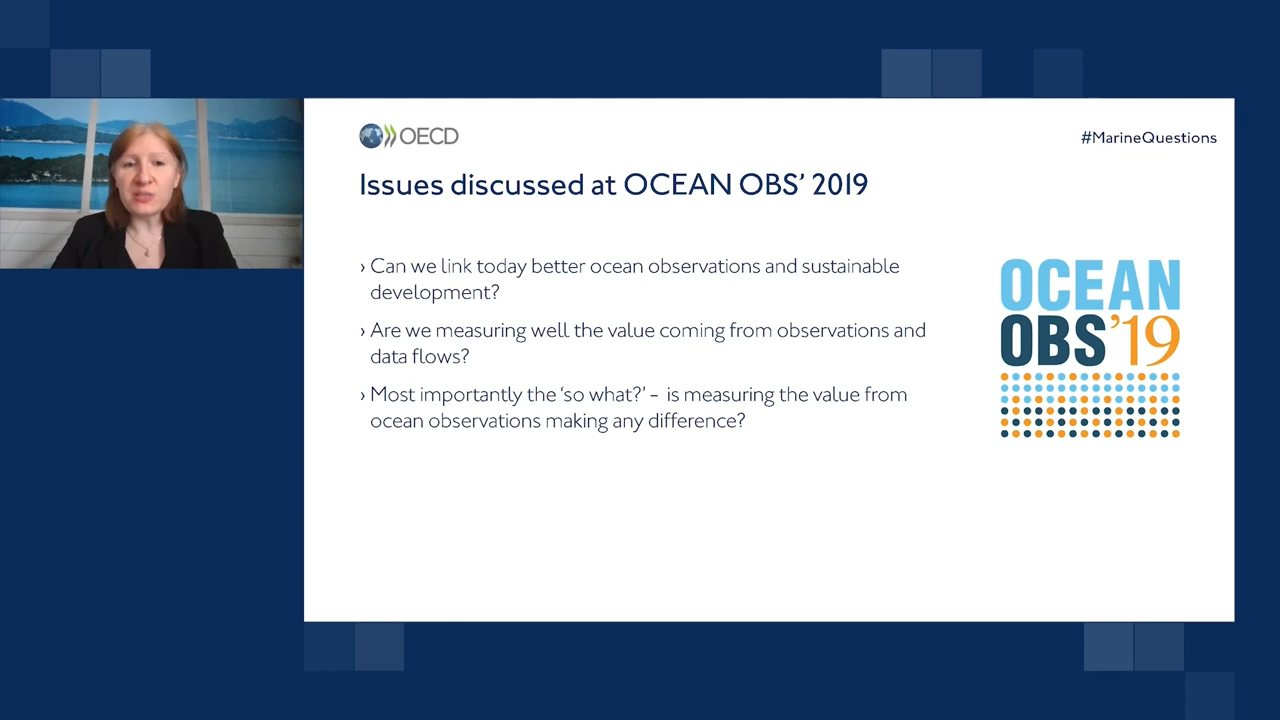 OECD
#MarineQuestions
Issues discussed at OCEAN OBS’ 2019
› Can we link today better ocean observations and sustainable
development?
› Are we measuring well the value coming from observations and
data flows?
› Most importantly the ‘so what?’ – is measuring the value from
ocean observations making any difference?
OCEAN
OBS’19